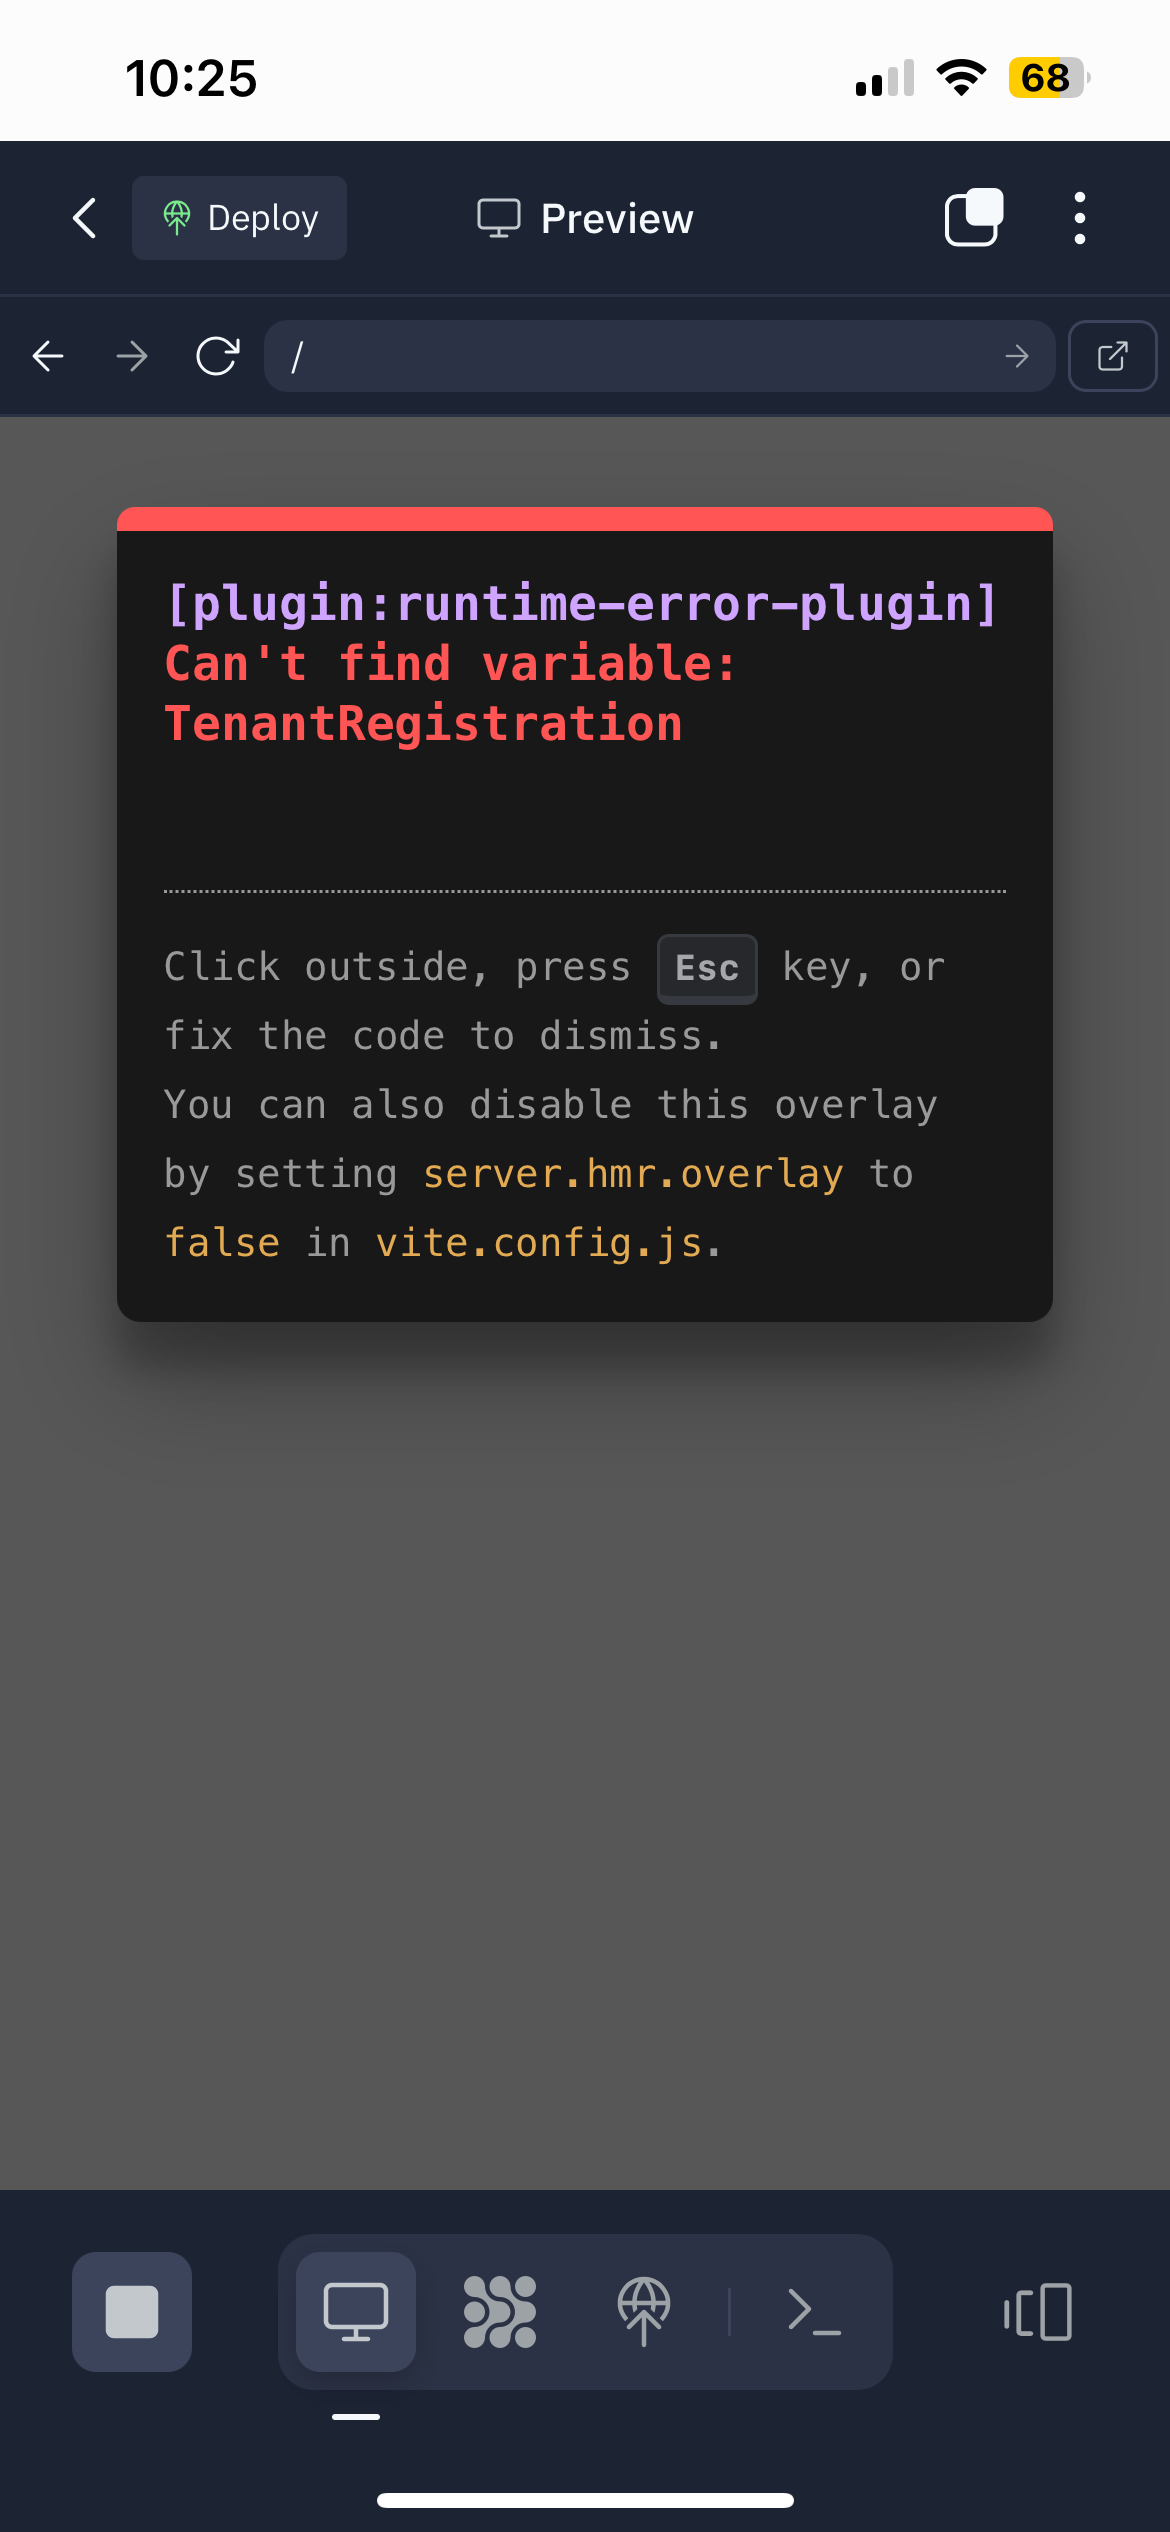 10:25
68
Deploy
Preview
/
[plugin:runtime-error-plugin]
Can't find variable:
TenantRegistration
Click outside, press Esc key, or
fix the code to dismiss.
You can also disable this overlay
by setting server.hmr.overlay to
false in vite.config.js.